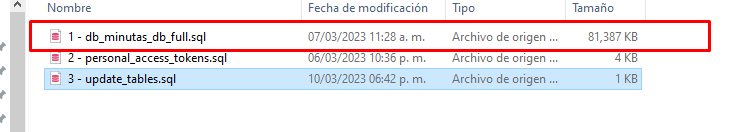 Nombre Fecha de modificación Tipo Tamaño
1 - db_minutas_db_full.sql 07/03/2023 11:28 a. m. Archivo de origen ... 81,387 KB
2 - personal_access_tokens.sql 06/03/2023 10:36 p. m. Archivo de origen ... 4 KB
3 - update_tables.sql 10/03/2023 06:42 p. m. Archivo de origen ... 1 KB